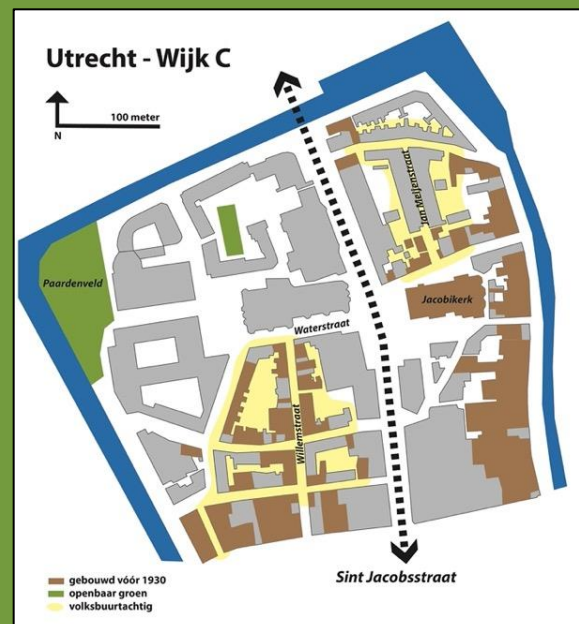 Utrecht - Wijk C
100 meter
N
Jan Meijenstraat
Paardenveld
Jacobikerk
Waterstraat
Willemstraat
Sint Jacobsstraat
gebouwd vóór 1930
openbaar groen
volksbuurtachtig